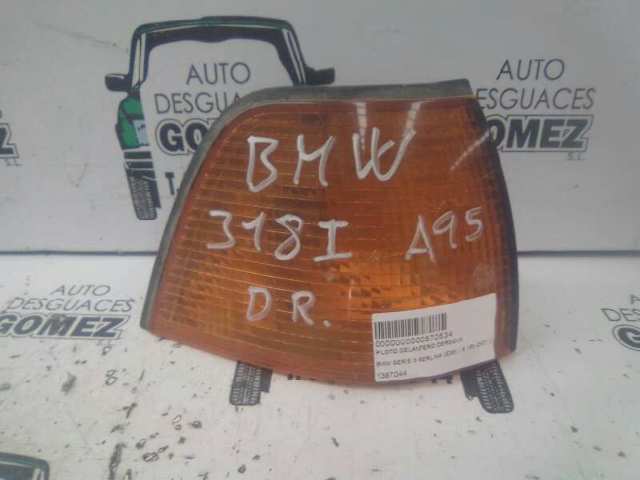 AUTO
DESGUACES
GOMEZ
S.L.
AUTO
DESGUACES
GOMEZ
S.L.
BMW
318I A95
DR.
PILOTO DELANTERO DERECHO
BMW SERIE 3 BERLINA
1387044
AUTO
DESGUACES
GOMEZ